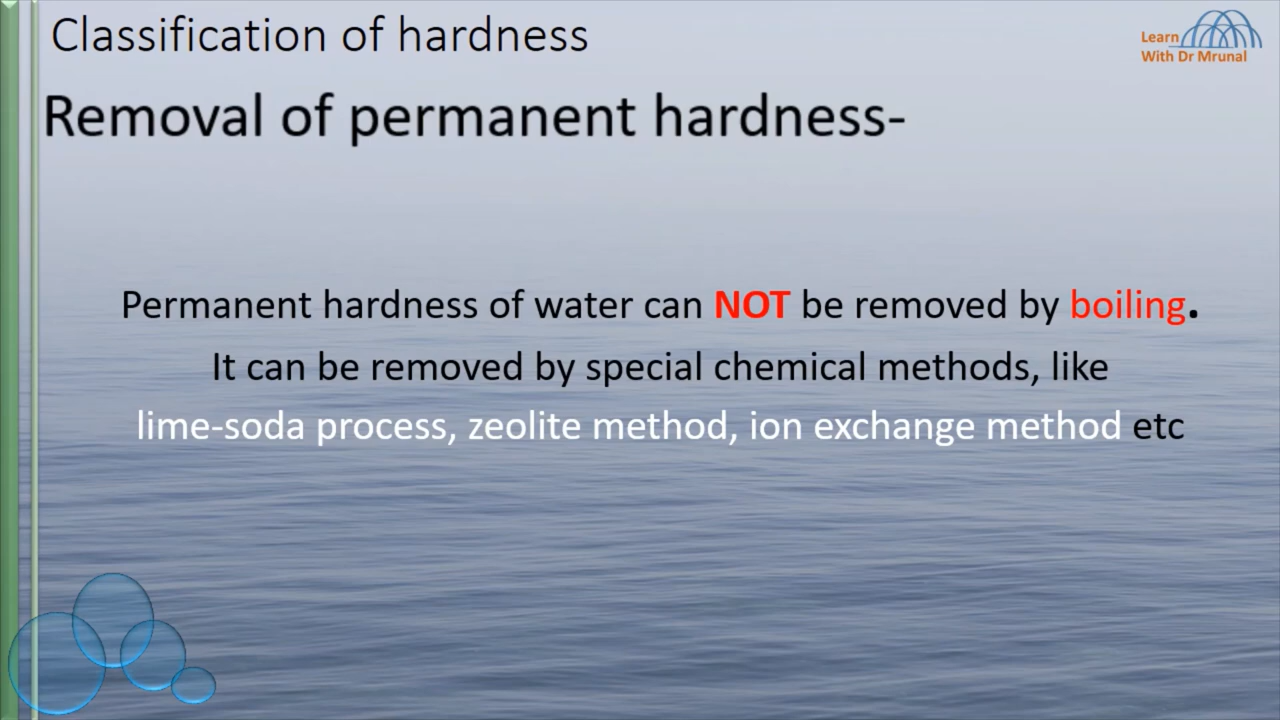 Classification of hardness
Learn
With Dr Mrunal
Removal of permanent hardness-
Permanent hardness of water can NOT be removed by boiling.
It can be removed by special chemical methods, like
lime-soda process, zeolite method, ion exchange method etc